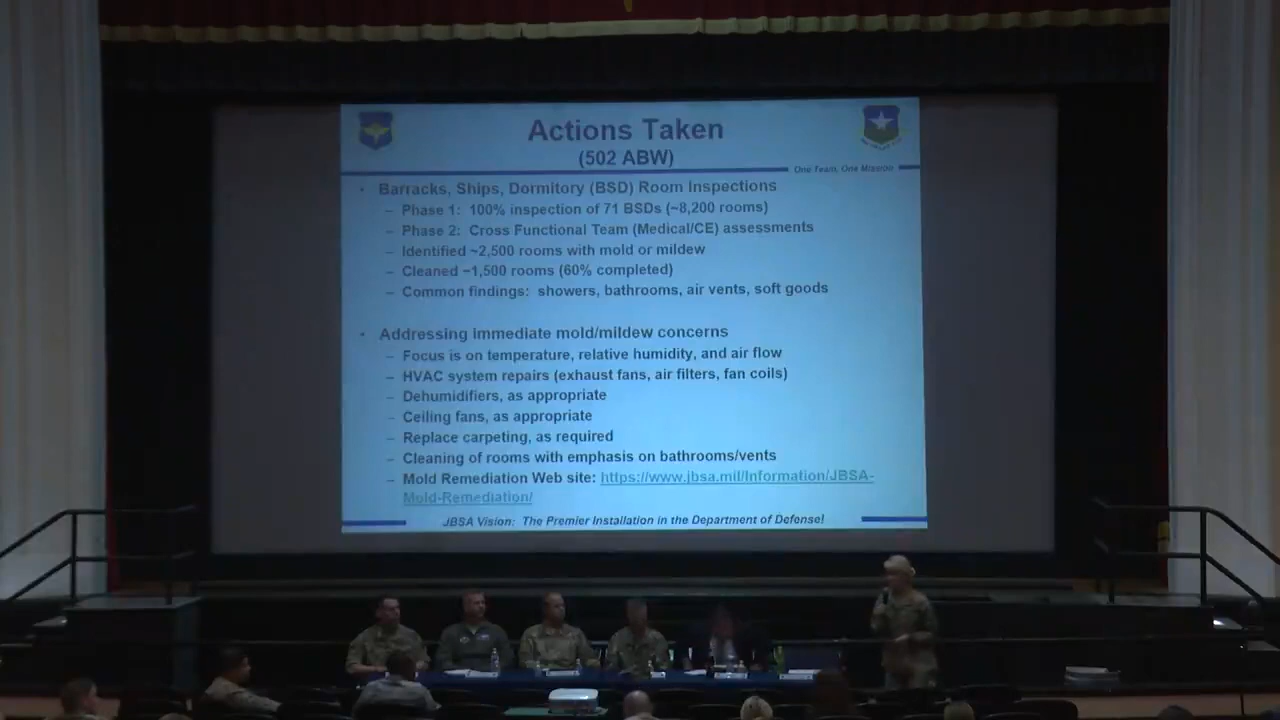 Actions Taken
(502 ABW)
One Team, One Mission
• Barracks, Ships, Dormitory (BSD) Room Inspections
– Phase 1: 100% inspection of 71 BSDs (~8,200 rooms)
– Phase 2: Cross Functional Team (Medical/CE) assessments
– Identified ~2,500 rooms with mold or mildew
– Cleaned ~1,500 rooms (60% completed)
– Common findings: showers, bathrooms, air vents, soft goods
• Addressing immediate mold/mildew concerns
– Focus is on temperature, relative humidity, and air flow
– HVAC system repairs (exhaust fans, air filters, fan coils)
– Dehumidifiers, as appropriate
– Ceiling fans, as appropriate
– Replace carpeting, as required
– Cleaning of rooms with emphasis on bathrooms/vents
– Mold Remediation Web site: https://www.jbsa.mil/Information/JBSA-
Mold-Remediation/
JBSA Vision: The Premier Installation in the Department of Defense!